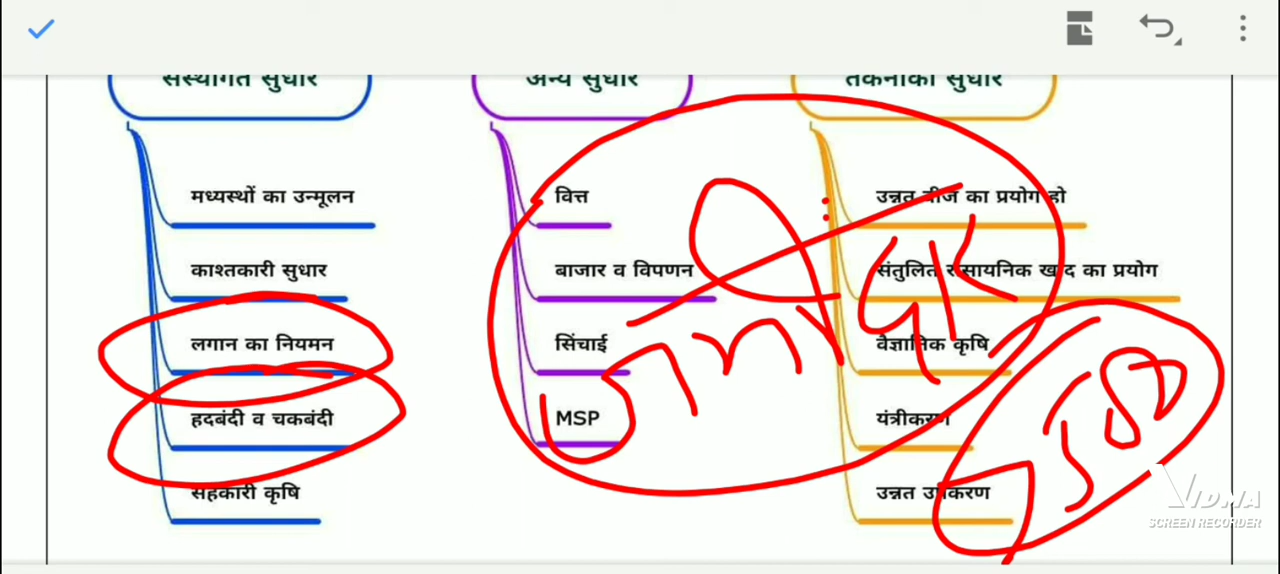 संस्थागत सुधार
मध्यस्थों का उन्मूलन
काश्तकारी सुधार
लगान का नियमन
हदबंदी व चकबंदी
सहकारी कृषि
अन्य सुधार
वित्त
बाजार व विपणन
सिंचाई
MSP
तकनीकी सुधार
उन्नत बीज का प्रयोग हो
संतुलित रासायनिक खाद का प्रयोग
वैज्ञानिक कृषि
यंत्रीकरण
उन्नत उपकरण
VIDMA
SCREEN RECORDER